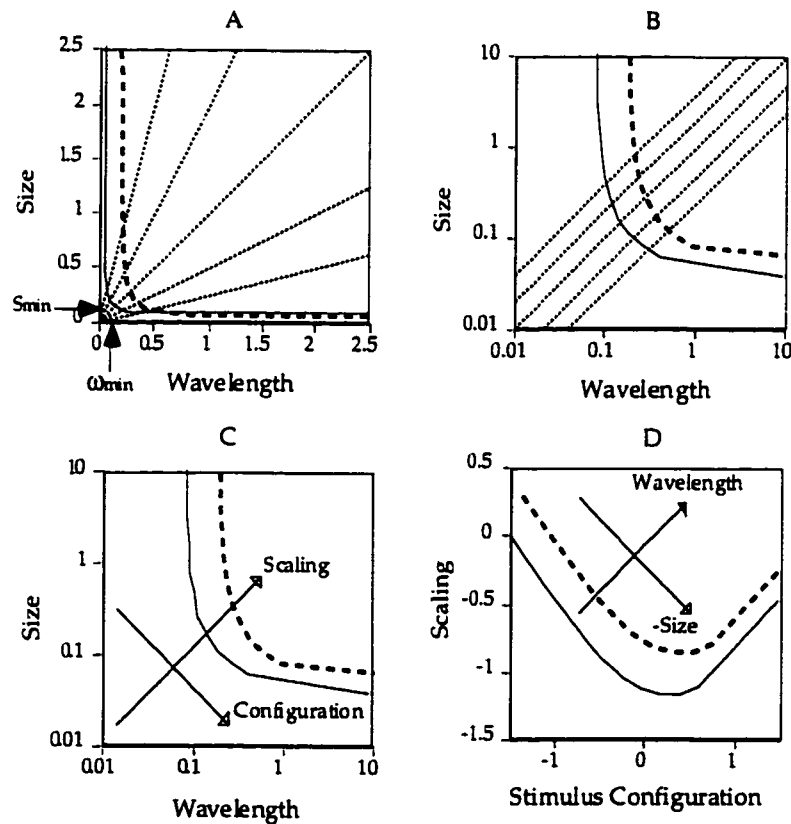 A
2.5
2
1.5
1
0.5
0
Size
Smin
0
0.5
1
1.5
2
2.5
ωmin
Wavelength
B
10
1
0.1
0.01
Size
0.01
0.1
1
10
Wavelength
C
10
1
0.1
0.01
Size
Scaling
Configuration
0.01
0.1
1
10
Wavelength
D
0.5
0
-0.5
-1
-1.5
Scaling
Wavelength
-Size
-1
0
1
Stimulus Configuration